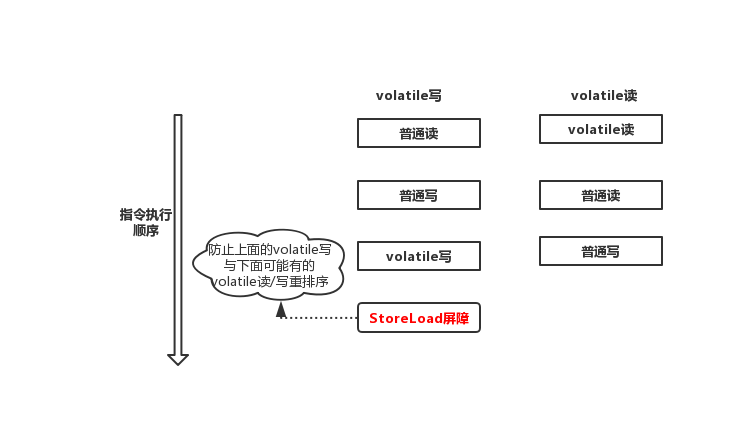 volatile写
volatile读
普通读
volatile读
指令执行
顺序
普通写
普通读
防止上面的volatile写
与下面可能有的
volatile读/写重排序
volatile写
普通写
StoreLoad屏障